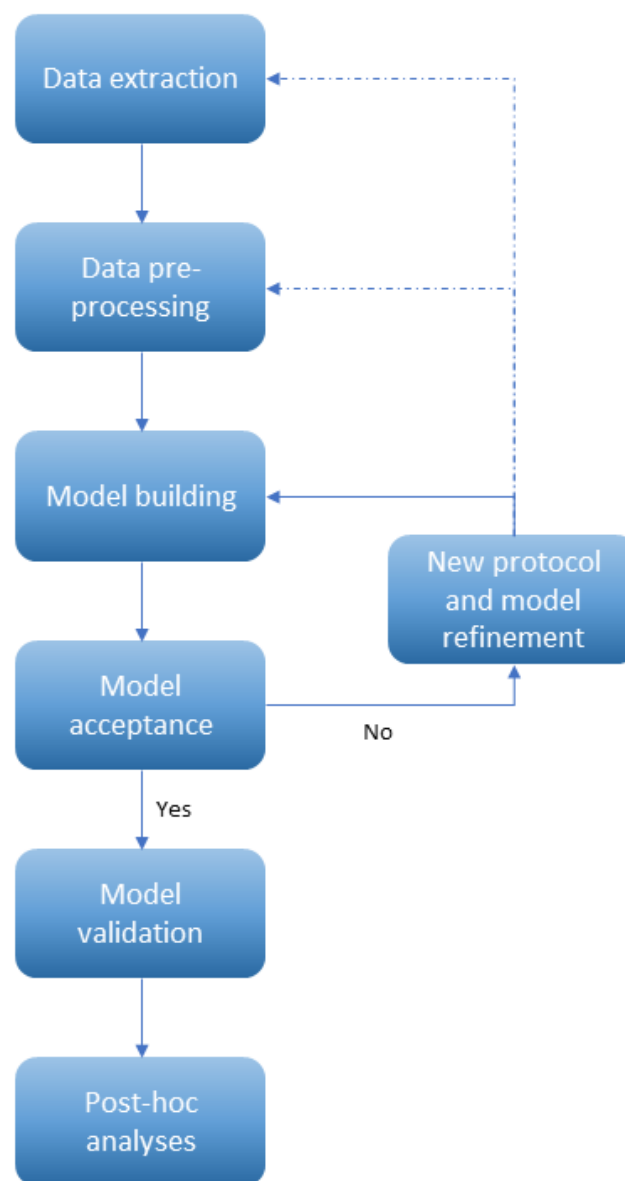 Data extraction
Data pre-
processing
Model building
New protocol
and model
refinement
Model
acceptance
No
Yes
Model
validation
Post-hoc
analyses